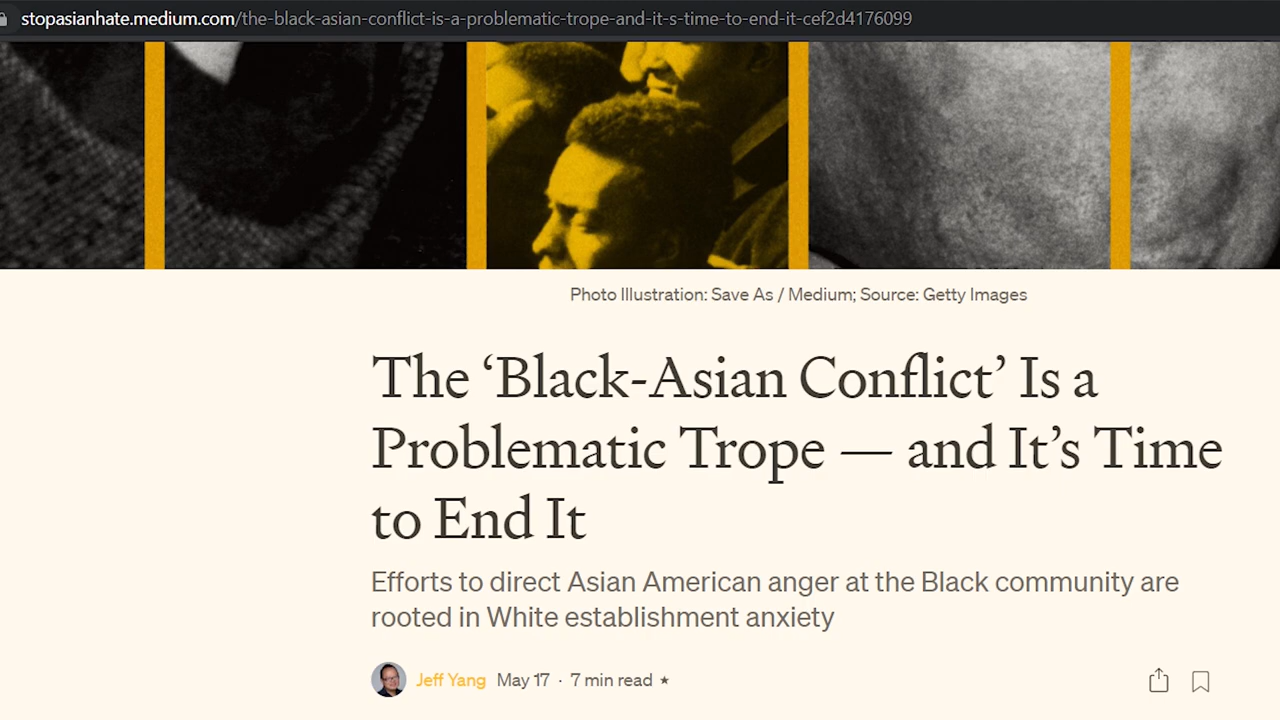 stopasianhate.medium.com/the-black-asian-conflict-is-a-problematic-trope-and-it-s-time-to-end-it-cef2d4176099
Photo Illustration: Save As / Medium; Source: Getty Images
The ‘Black-Asian Conflict’ Is a
Problematic Trope — and It’s Time
to End It
Efforts to direct Asian American anger at the Black community are
rooted in White establishment anxiety
Jeff Yang May 17 · 7 min read ★